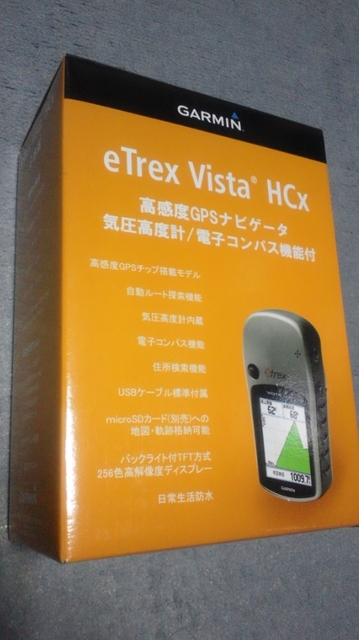 GARMIN
eTrex Vista® HCx
高感度GPSナビゲータ
気圧高度計/電子コンパス機能付
高感度GPSチップ搭載モデル
自動ルート探索機能
気圧高度計内蔵
電子コンパス機能
住所検索機能
USBケーブル標準付属
microSDカード(別売)への
地図・軌跡格納可能
バックライト付TFT方式
256色高解像度ディスプレー
日常生活防水
etrex
GARMIN